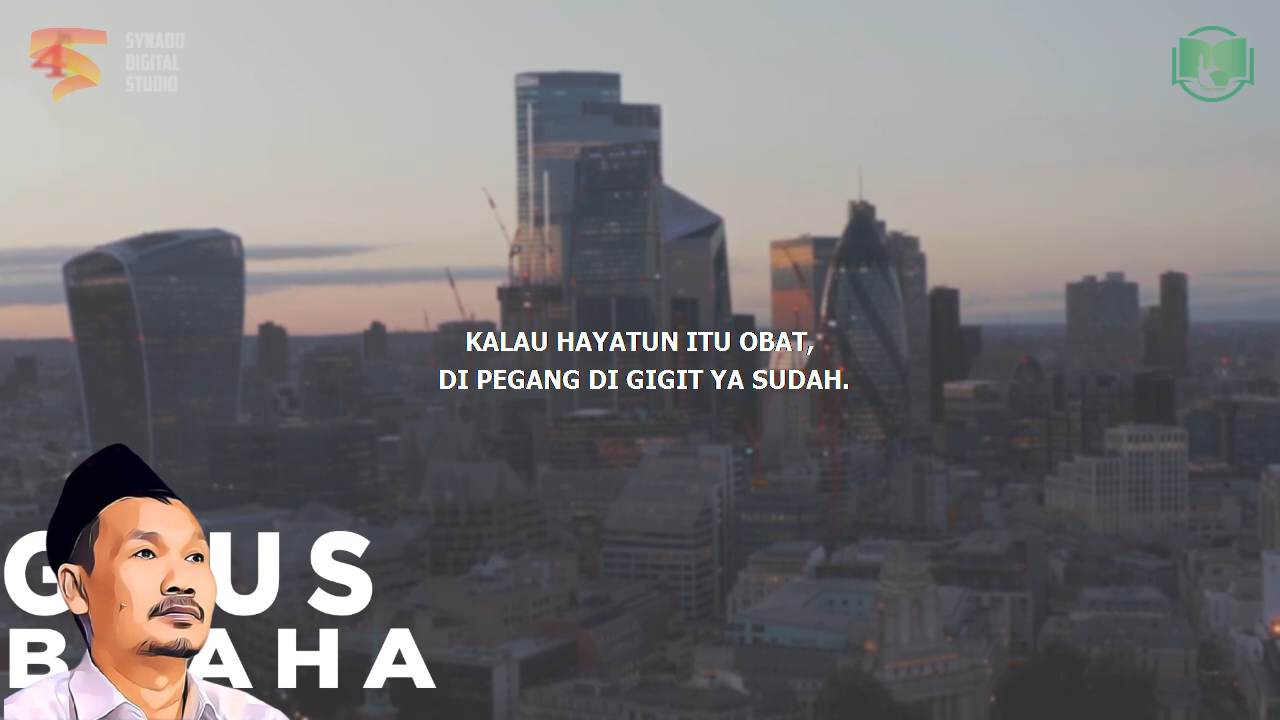 SYNADO
DIGITAL
STUDIO
KALAU HAYATUN ITU OBAT,
DI PEGANG DI GIGIT YA SUDAH.
US
AHA